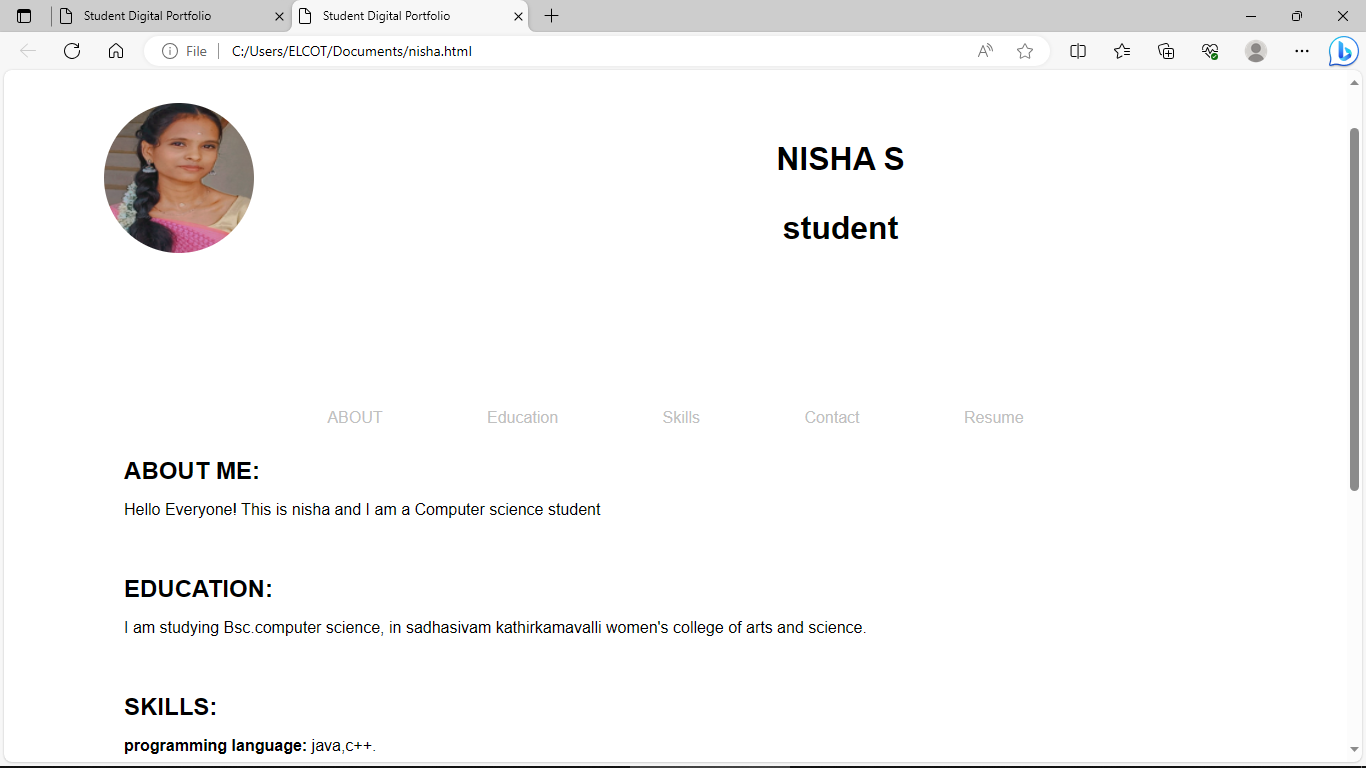 Student Digital Portfolio
Student Digital Portfolio
File
C:/Users/ELCOT/Documents/nisha.html
NISHA S
student
ABOUT Education Skills Contact Resume
ABOUT ME:
Hello Everyone! This is nisha and I am a Computer science student
EDUCATION:
I am studying Bsc.computer science, in sadhasivam kathirkamavalli women's college of arts and science.
SKILLS:
programming language: java,c++.